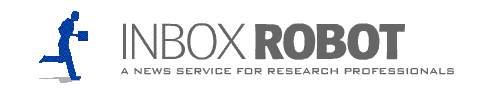 INBOX ROBOT
A NEWS SERVICE FOR RESEARCH PROFESSIONALS